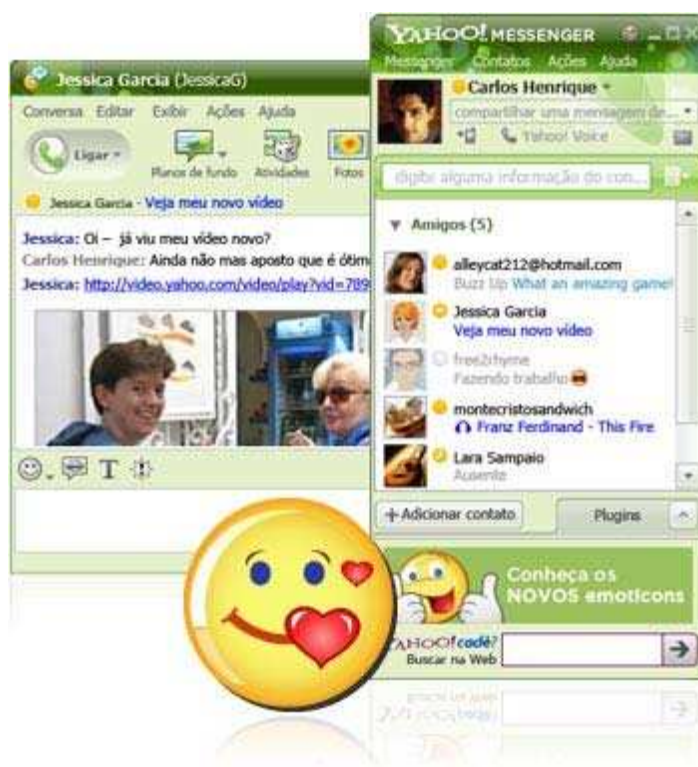 Jessica Garcia (JessicaG)
Conversa Editar Exibir Ações Ajuda
Ligar
Planos de fundo Atividades Fotos
Jessica Garcia - Veja meu novo vídeo
Jessica: Oi – já viu meu vídeo novo?
Carlos Henrique: Ainda não mas aposto que é ótim
Jessica: http://video.yahoo.com/video/play?vid=789
YAHOO! MESSENGER
Messenger Contatos Ações Ajuda
Carlos Henrique
compartilhar uma mensagem de...
Yahoo! Voice
digite alguma informação do con...
Amigos (5)
alleycat212@hotmail.com
Buzz Up What an amazing game!
Jessica Garcia
Veja meu novo vídeo
free2rhyme
Fazendo trabalho
montecristosandwich
Franz Ferdinand - This Fire
Lara Sampaio
Ausente
+ Adicionar contato Plugins
Conheça os
NOVOS emoticons
YAHOO! cadê?
Buscar na Web